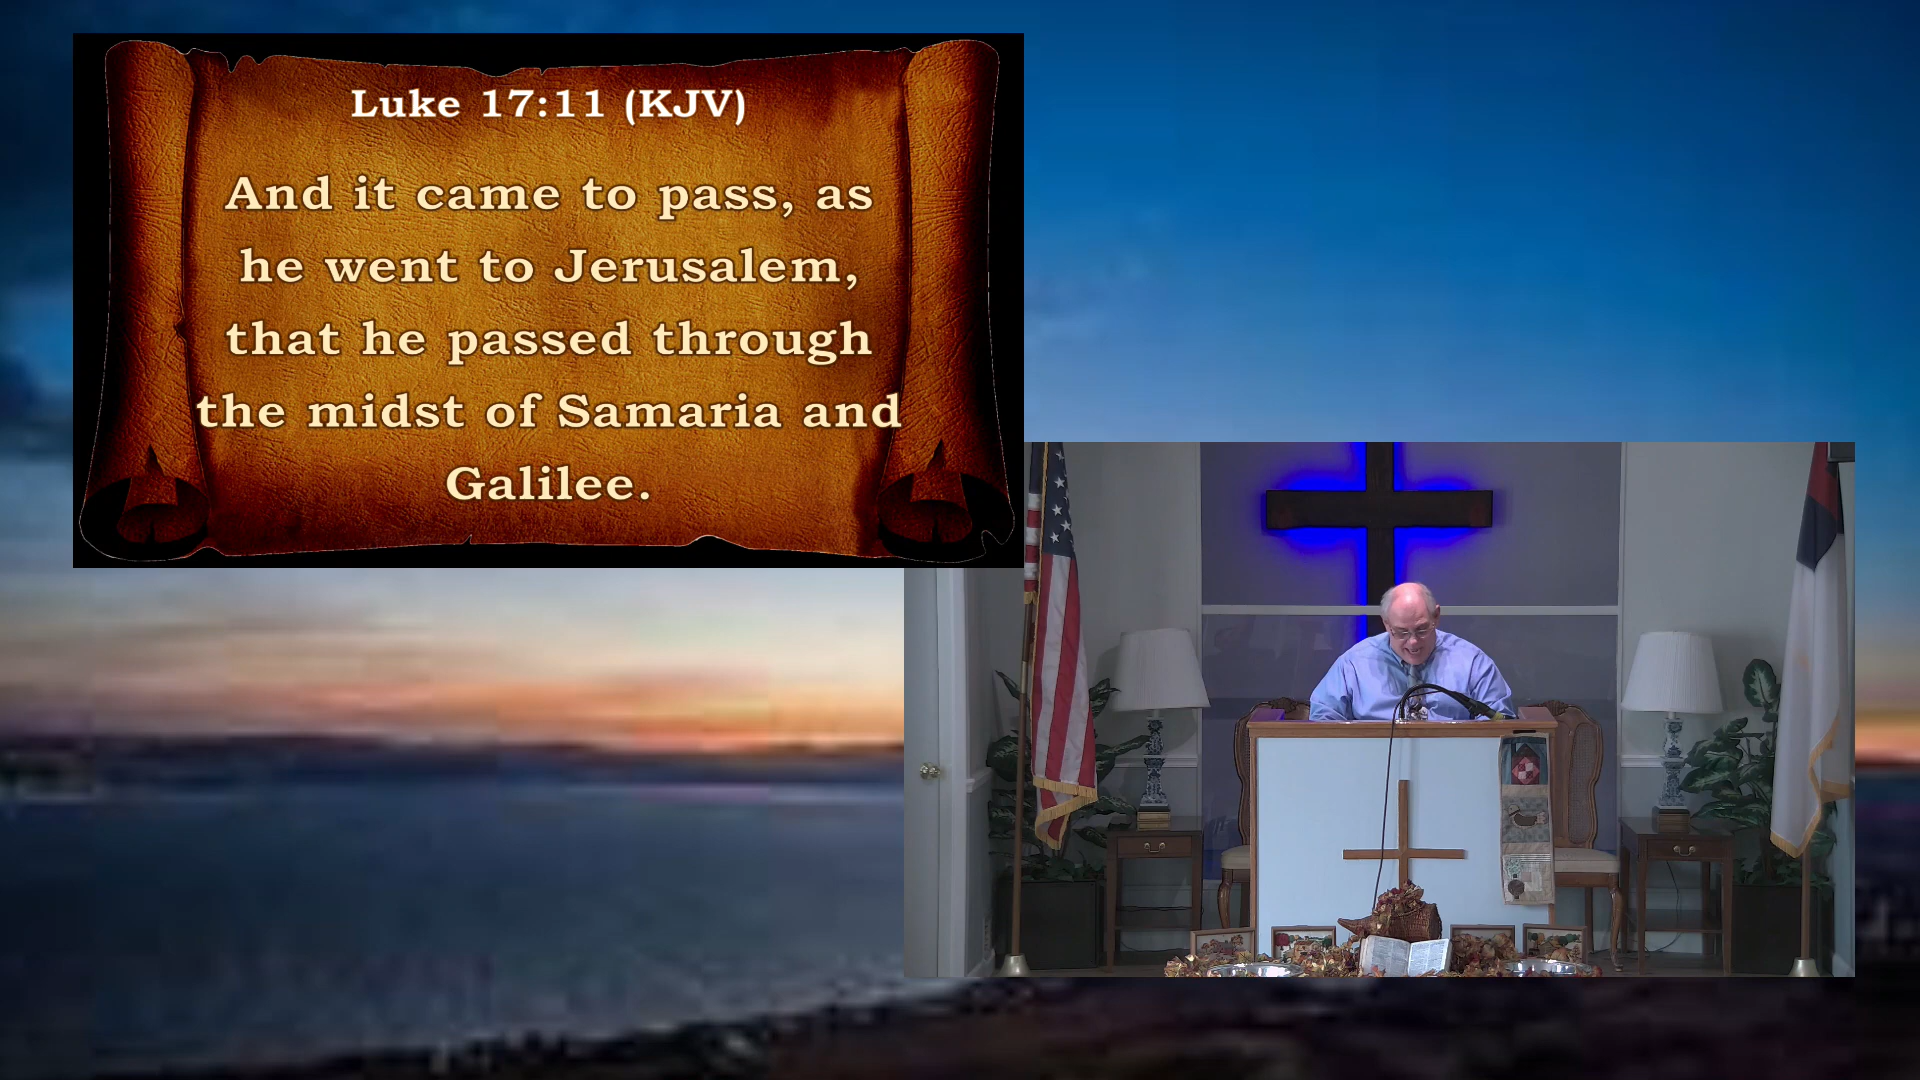 Luke 17:11 (KJV)
And it came to pass, as
he went to Jerusalem,
that he passed through
the midst of Samaria and
Galilee.